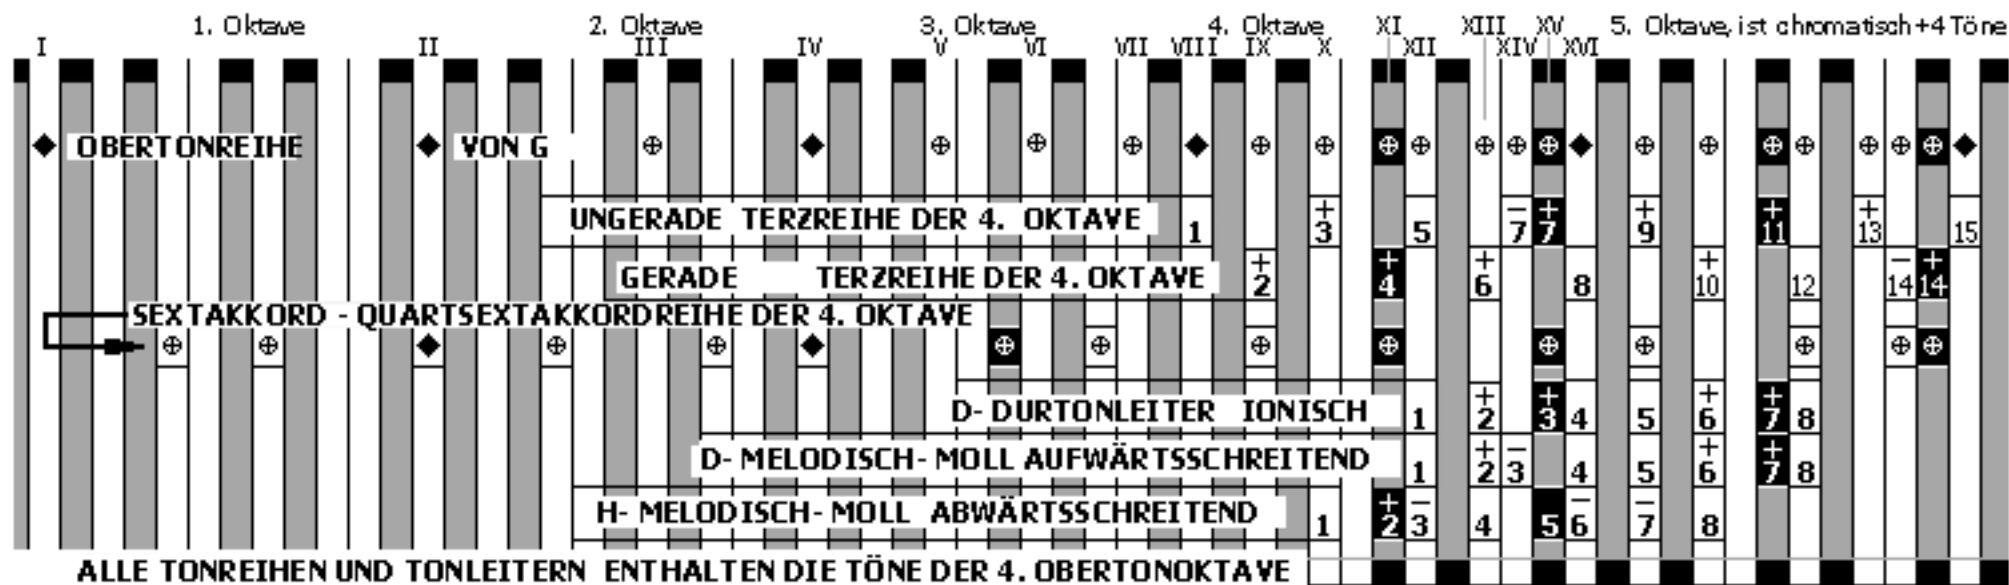 1. Oktave 2. Oktave 3. Oktave 4. Oktave XI XIII XV 5. Oktave, ist chromatisch +4 Töne
I II III IV V VI VII VIII IX X XII XIV XVI
OBERTONREIHE VON G
UNGERADE TERZREIHE DER 4. OKTAVE 1 +3 5 -7 +7 +9 +11 +13 15
GERADE TERZREIHE DER 4. OKTAVE +2 +4 +6 8 +10 12 -14 +14
SEXTAKKORD - QUARTSEXTAKKORDREIHE DER 4. OKTAVE
D- DURTONLEITER IONISCH 1 +2 +3 4 5 +6 +7 8
D- MELODISCH- MOLL AUFWÄRTSSCHREITEND 1 +2 -3 4 5 +6 +7 8
H- MELODISCH- MOLL ABWÄRTSSCHREITEND 1 +2 -3 4 5 -6 -7 8
ALLE TONREIHEN UND TONLEITERN ENTHALTEN DIE TÖNE DER 4. OBERTONOKTAVE